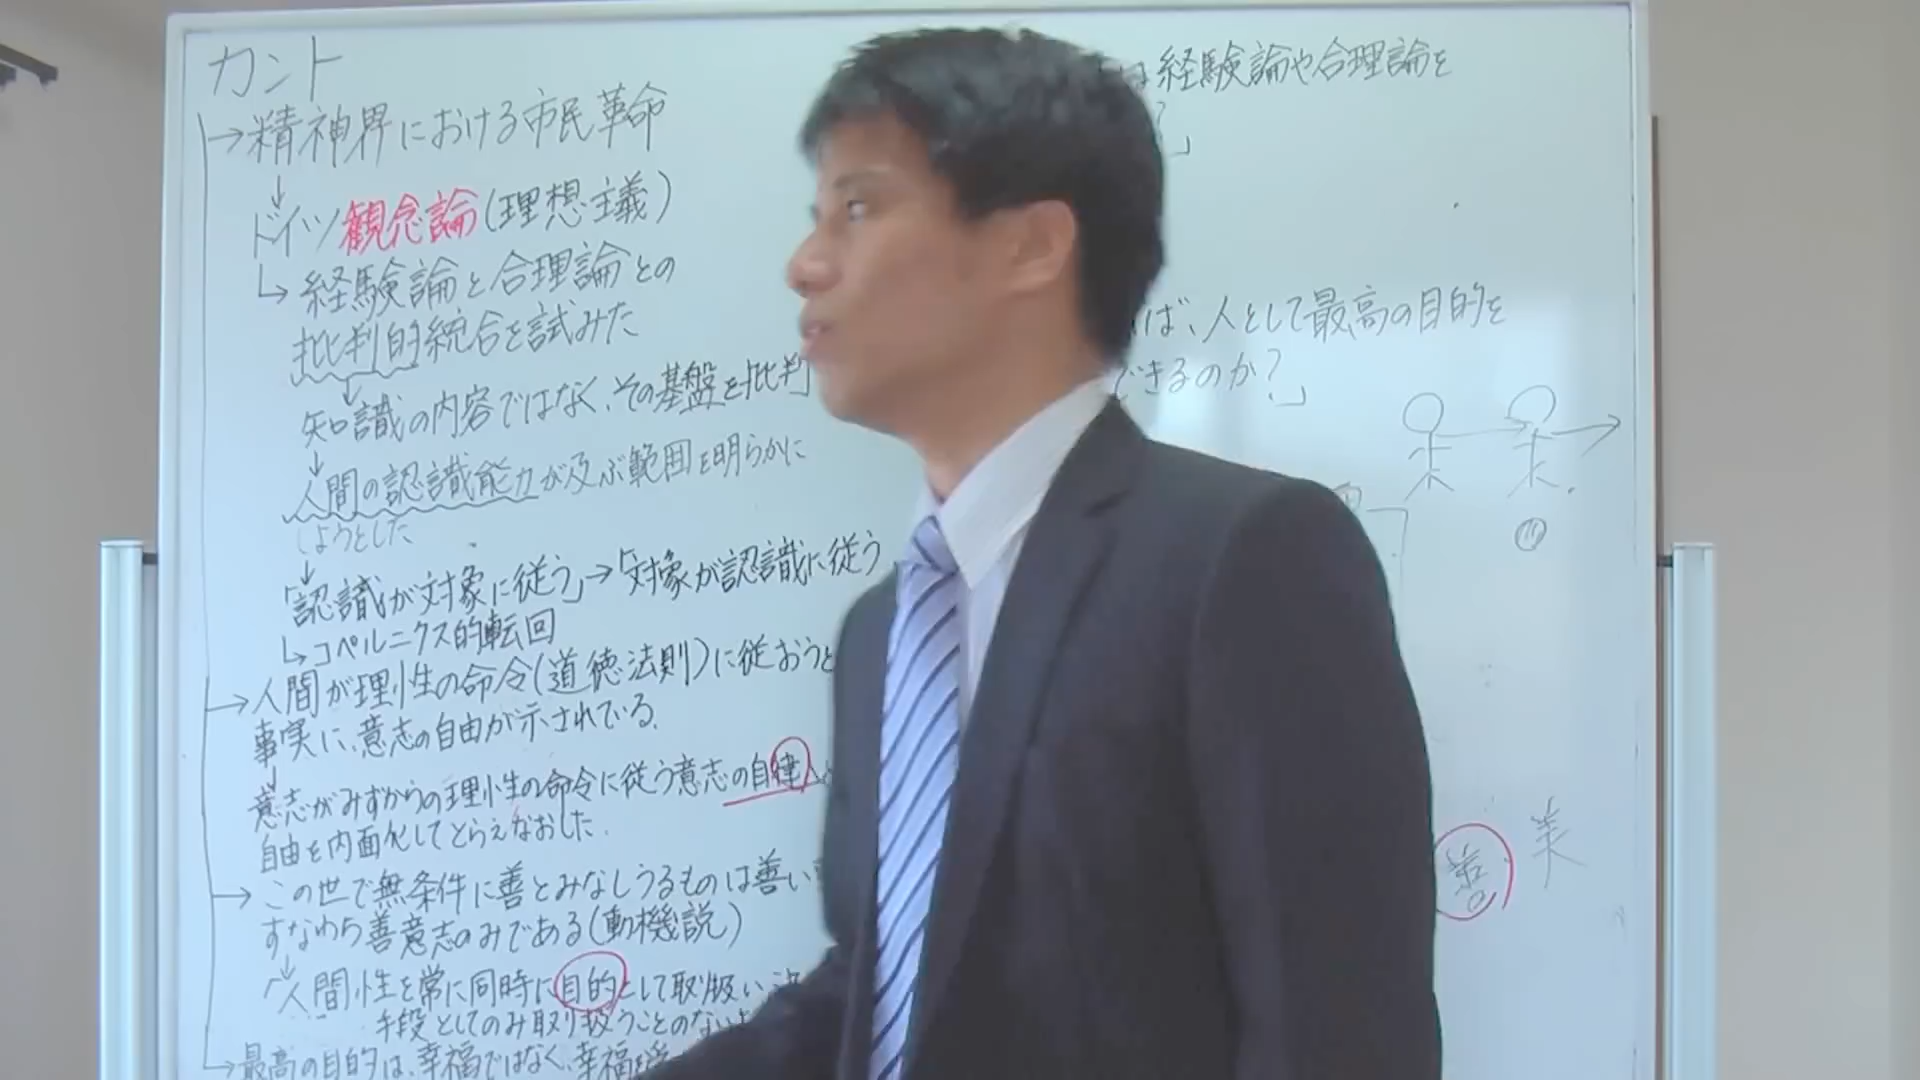 カント
→精神界における市民革命
↓
ドイツ観念論(理想主義)
↳経験論と合理論との
批判的統合を試みた
↓
知識の内容ではなく、その基盤を批判
↓
人間の認識能力が及ぶ範囲を明らかに
しようとした
↓
「認識が対象に従う」→「対象が認識に従う
↳コペルニクス的転回
→人間が理性の命令(道徳法則)に従おうと
事実に、意志の自由が示されている.
↓
意志がみずからの理性の命令に従う意志の自律
自由を内面化してとらえなおした.
→この世で無条件に善とみなしうるものは善い
すなわち善意志のみである(動機説)
↓
人間性を常に同時に目的として取り扱い
手段としてのみ取り扱うことのない
→最高の目的は、幸福ではなく、幸福
は経験論や合理論を
?」
ば、人として最高の目的を
できるのか?」
善
美